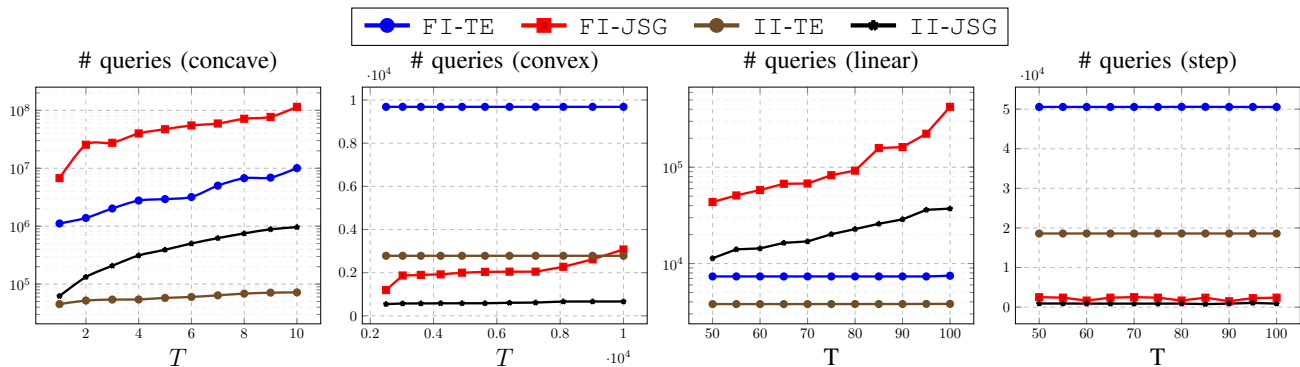 FI-TE FI-JSG II-TE II-JSG
# queries (concave)
10^8
10^7
10^6
10^5
2 4 6 8 10
T
# queries (convex)
·10^4
1
0.8
0.6
0.4
0.2
0
0.2 0.4 0.6 0.8 1
T
·10^4
# queries (linear)
10^5
10^4
50 60 70 80 90 100
T
# queries (step)
·10^4
5
4
3
2
1
0
50 60 70 80 90 100
T